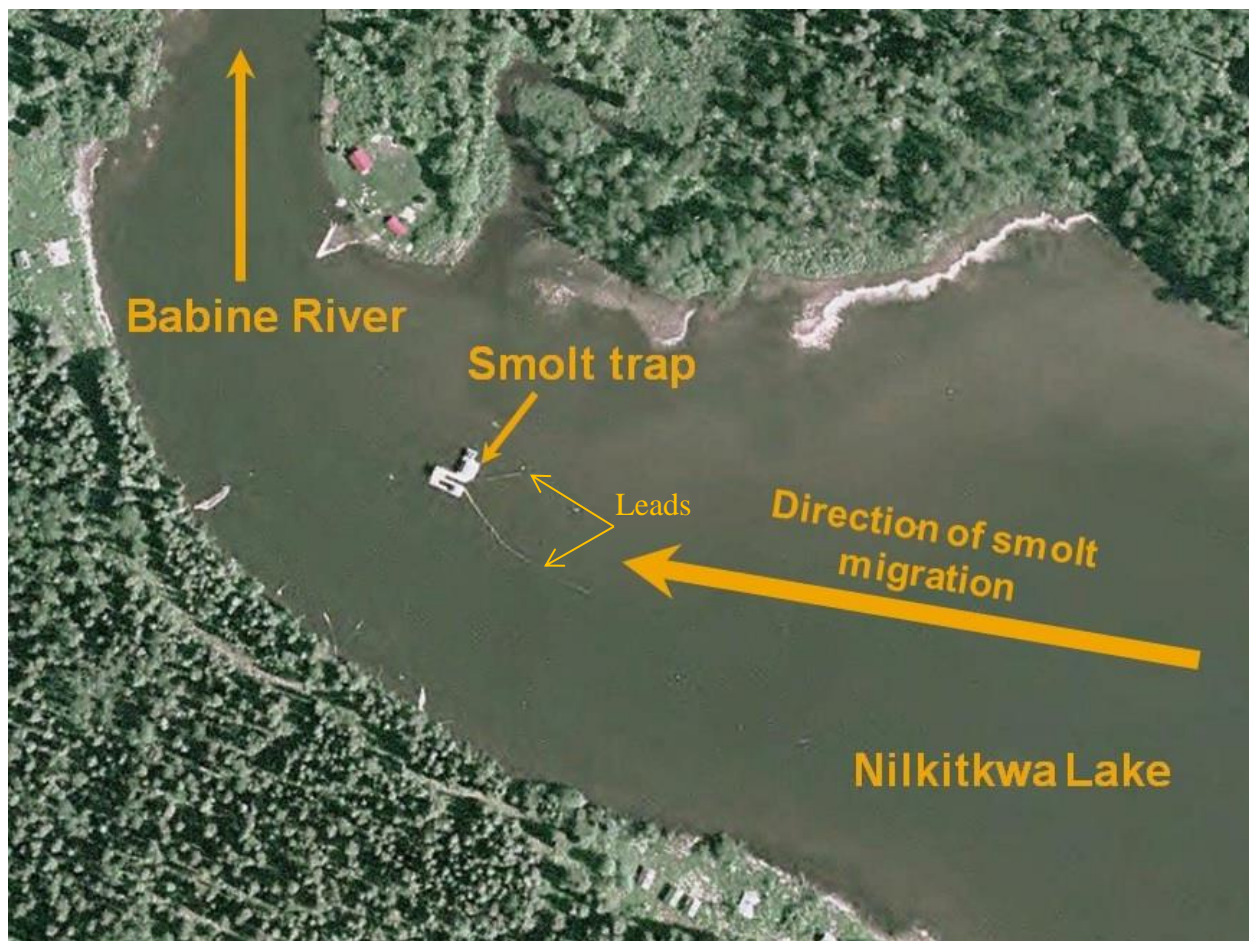 Babine River
Smolt trap
Leads
Direction of smolt
migration
Nilkitkwa Lake